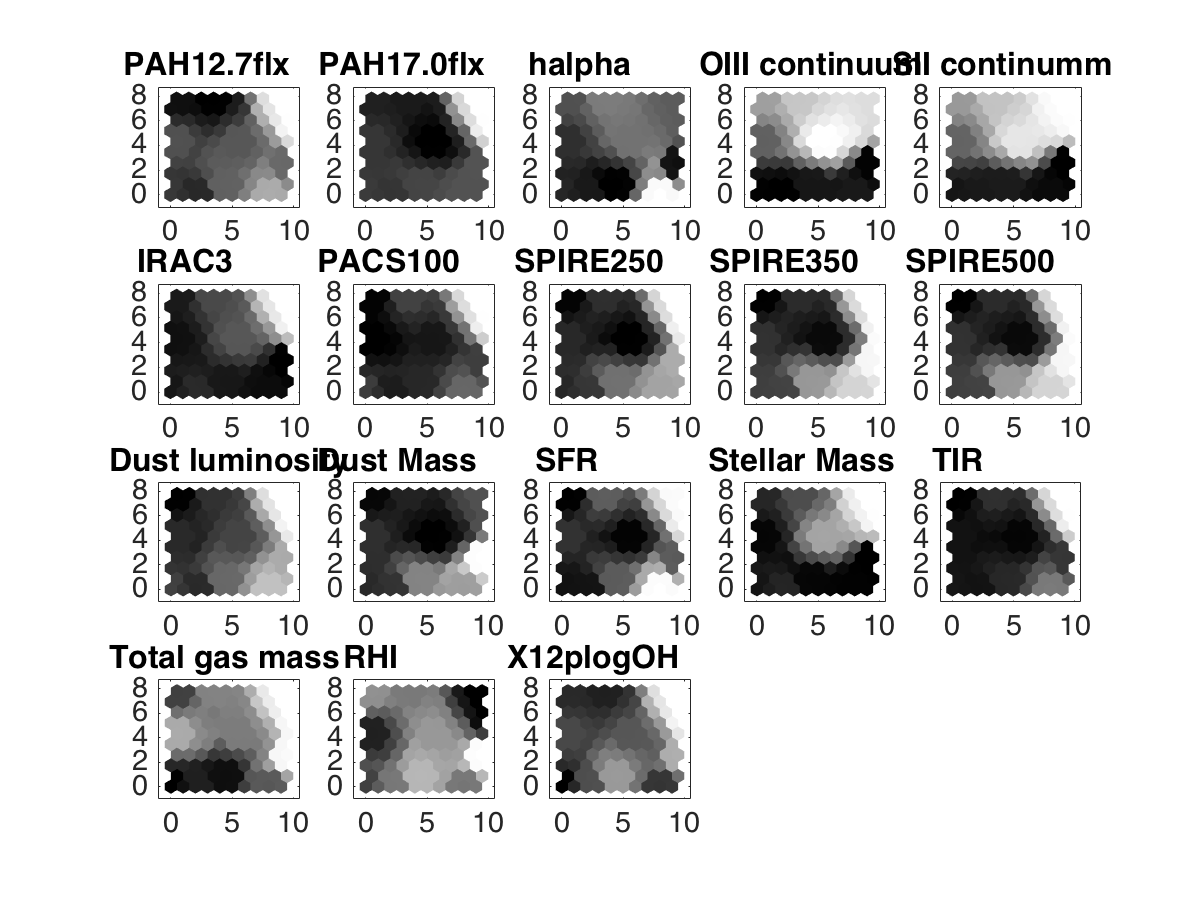 PAH12.7flx PAH17.0flx halpha OIII continuum SII continumm
8 8 8 8 8
6 6 6 6 6
4 4 4 4 4
2 2 2 2 2
0 0 0 0 0
0 5 10 0 5 10 0 5 10 0 5 10 0 5 10
IRAC3 PACS100 SPIRE250 SPIRE350 SPIRE500
8 8 8 8 8
6 6 6 6 6
4 4 4 4 4
2 2 2 2 2
0 0 0 0 0
0 5 10 0 5 10 0 5 10 0 5 10 0 5 10
Dust luminosity Dust Mass SFR Stellar Mass TIR
8 8 8 8 8
6 6 6 6 6
4 4 4 4 4
2 2 2 2 2
0 0 0 0 0
0 5 10 0 5 10 0 5 10 0 5 10 0 5 10
Total gas mass RHI X12plogOH
8 8 8
6 6 6
4 4 4
2 2 2
0 0 0
0 5 10 0 5 10 0 5 10